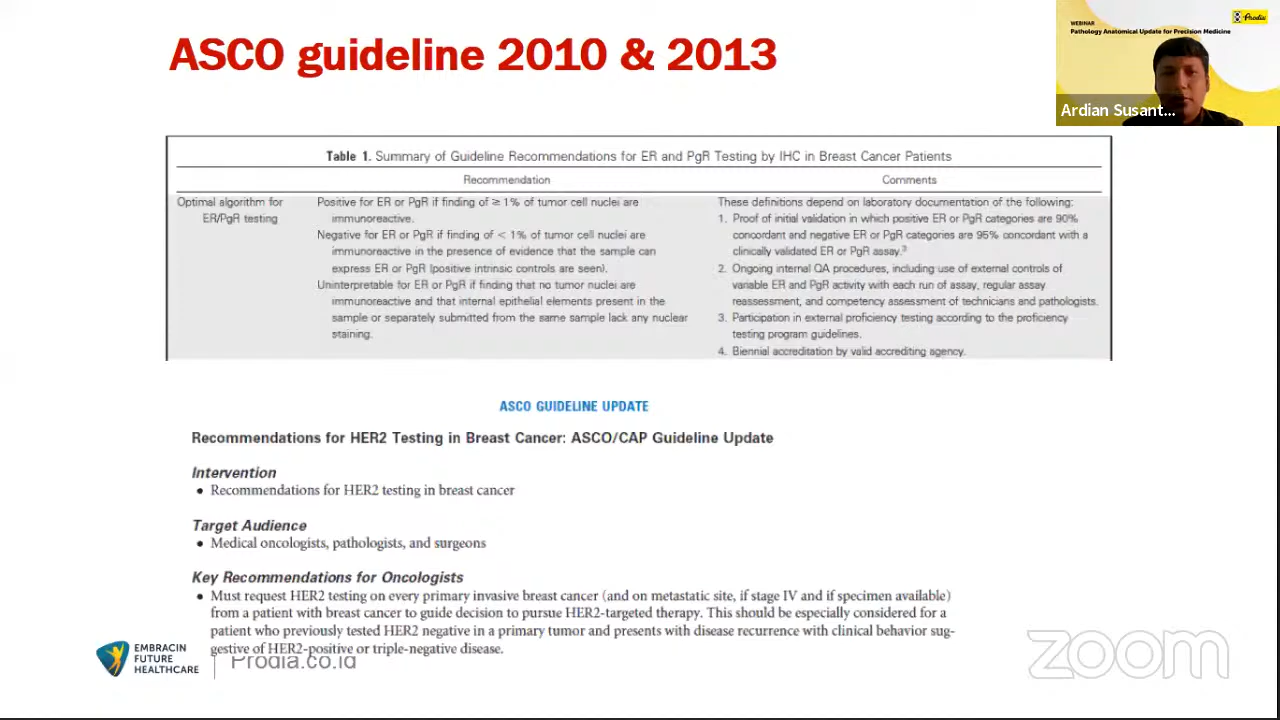 ASCO guideline 2010 & 2013
WEBINAR
Prodia
Pathology Anatomical Update for Precision Medicine
Ardian Susant...
Table 1. Summary of Guideline Recommendations for ER and PgR Testing by IHC in Breast Cancer Patients
Recommendation
Comments
Optimal algorithm for
ER/PgR testing
Positive for ER or PgR if finding of ≥ 1% of tumor cell nuclei are
immunoreactive.
Negative for ER or PgR if finding of < 1% of tumor cell nuclei are
immunoreactive in the presence of evidence that the sample can
express ER or PgR (positive intrinsic controls are seen).
Uninterpretable for ER or PgR if finding that no tumor nuclei are
immunoreactive and that internal epithelial elements present in the
sample or separately submitted from the same sample lack any nuclear
staining.
These definitions depend on laboratory documentation of the following:
1. Proof of initial validation in which positive ER or PgR categories are 90%
concordant and negative ER or PgR categories are 95% concordant with a
clinically validated ER or PgR assay.³
2. Ongoing internal QA procedures, including use of external controls of
variable ER and PgR activity with each run of assay, regular assay
reassessment, and competency assessment of technicians and pathologists.
3. Participation in external proficiency testing according to the proficiency
testing program guidelines.
4. Biennial accreditation by valid accrediting agency.
ASCO GUIDELINE UPDATE
Recommendations for HER2 Testing in Breast Cancer: ASCO/CAP Guideline Update
Intervention
• Recommendations for HER2 testing in breast cancer
Target Audience
• Medical oncologists, pathologists, and surgeons
Key Recommendations for Oncologists
• Must request HER2 testing on every primary invasive breast cancer (and on metastatic site, if stage IV and if specimen available)
from a patient with breast cancer to guide decision to pursue HER2-targeted therapy. This should be especially considered for a
patient who previously tested HER2 negative in a primary tumor and presents with disease recurrence with clinical behavior sug-
gestive of HER2-positive or triple-negative disease.
EMBRACIN
FUTURE
HEALTHCARE
Prodia.co.id
zoom